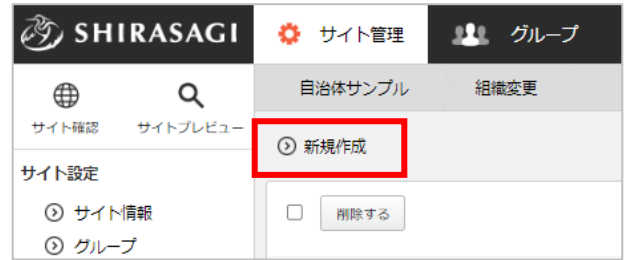 SHIRASAGI サイト管理 グループ
サイト確認 サイトプレビュー
自治体サンプル 組織変更
新規作成
サイト設定
サイト情報
グループ
削除する